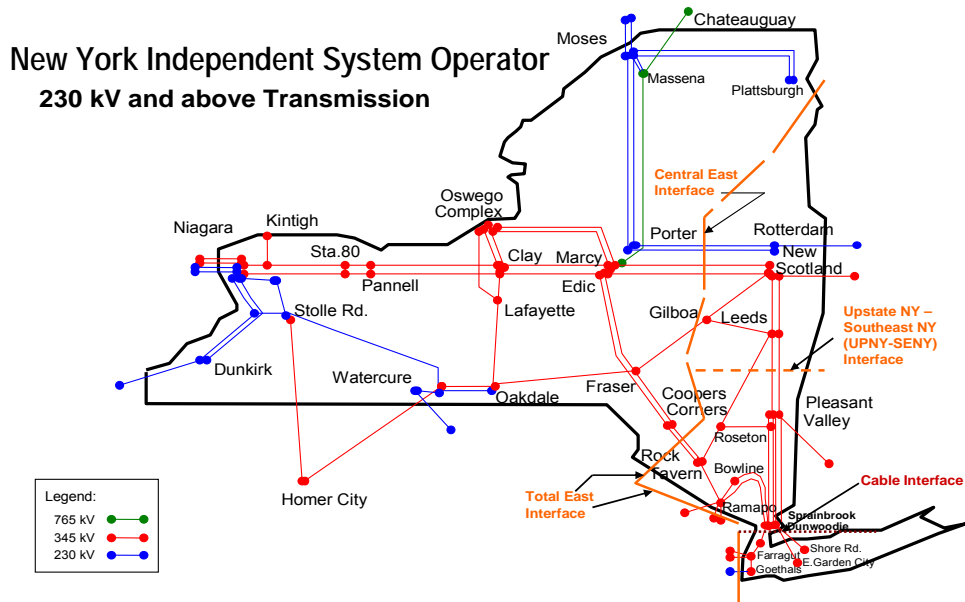 Chateauguay
Moses
New York Independent System Operator
230 kV and above Transmission
Massena
Plattsburgh
Central East
Interface
Oswego
Complex
Niagara
Kintigh
Sta.80
Pannell
Clay
Marcy
Edic
Porter
Rotterdam
New
Scotland
Stolle Rd.
Lafayette
Gilboa
Leeds
Upstate NY –
Southeast NY
(UPNY-SENY)
Interface
Dunkirk
Watercure
Oakdale
Fraser
Coopers
Corners
Pleasant
Valley
Roseton
Rock
Tavern
Bowline
Homer City
Total East
Interface
Ramapo
Cable Interface
Sprainbrook
Dunwoodie
Shore Rd.
Farragut
E.Garden City
Goethals
Legend:
765 kV
345 kV
230 kV